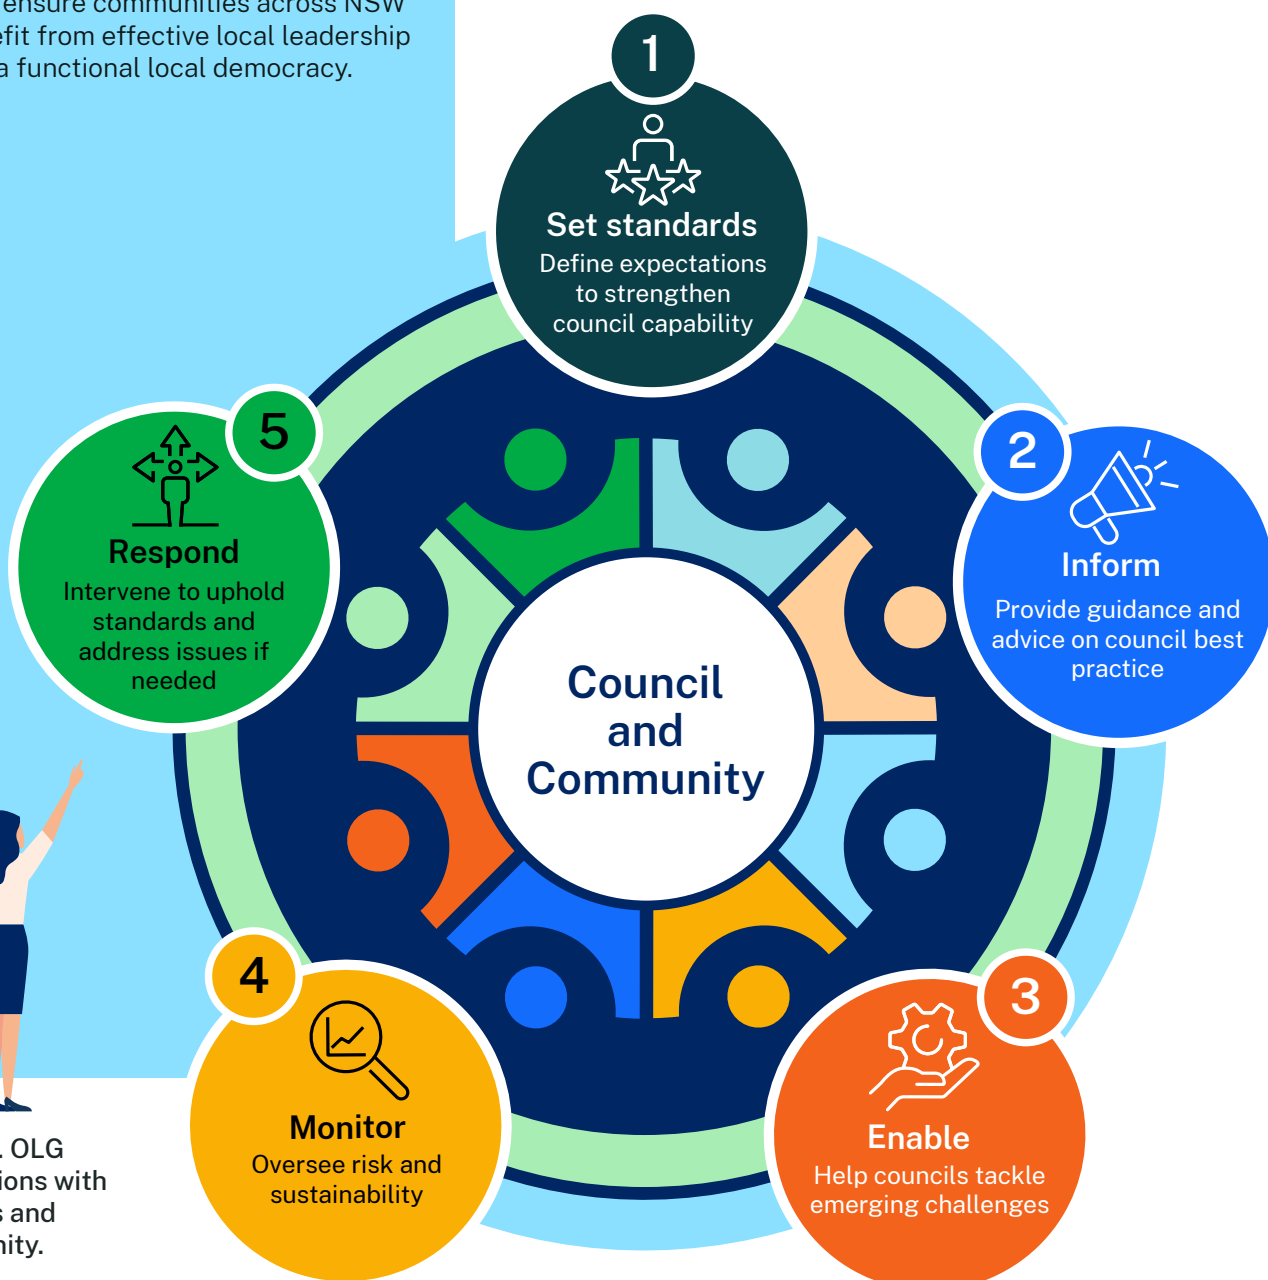 ensure communities across NSW
from effective local leadership
a functional local democracy.
1
Set standards
Define expectations
to strengthen
council capability
2
Inform
Provide guidance and
advice on council best
practice
3
Enable
Help councils tackle
emerging challenges
4
Monitor
Oversee risk and
sustainability
5
Respond
Intervene to uphold
standards and
address issues if
needed
Council
and
Community
OLG
with
and